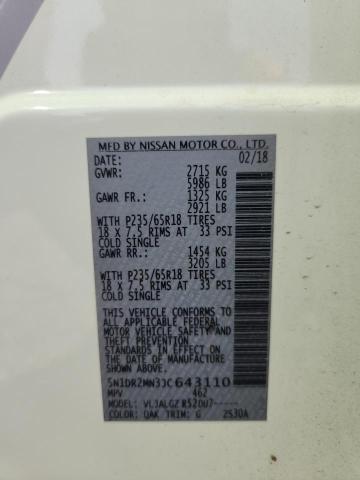 MFD BY NISSAN MOTOR CO., LTD.
DATE: 02/18
GVWR: 2715 KG
5986 LB
GAWR FR.: 1325 KG
2921 LB
WITH P235/65R18 TIRES
18 X 7.5 RIMS AT 33 PSI
COLD SINGLE
GAWR RR.: 1454 KG
3205 LB
WITH P235/65R18 TIRES
18 X 7.5 RIMS AT 33 PSI
COLD SINGLE
THIS VEHICLE CONFORMS TO
ALL APPLICABLE FEDERAL
MOTOR VEHICLE SAFETY AND
THEFT PREVENTION
STANDARDS IN EFFECT ON THE
DATE OF MANUFACTURE SHOWN
ABOVE.
5N1DR2MN3JC643110
MPV 462
MODEL:
COLOR: QAK TRIM: G 2S30A